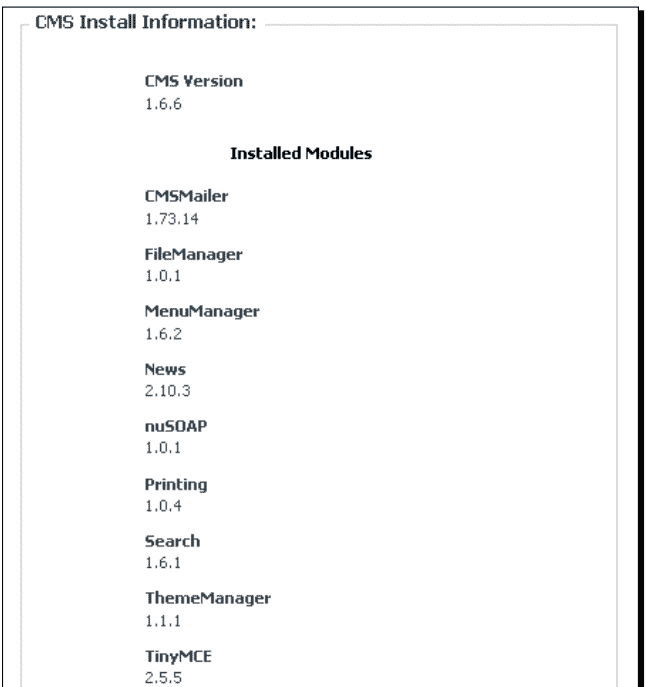 CMS Install Information:
CMS Version
1.6.6
Installed Modules
CMSMailer
1.73.14
FileManager
1.0.1
MenuManager
1.6.2
News
2.10.3
nuSOAP
1.0.1
Printing
1.0.4
Search
1.6.1
ThemeManager
1.1.1
TinyMCE
2.5.5